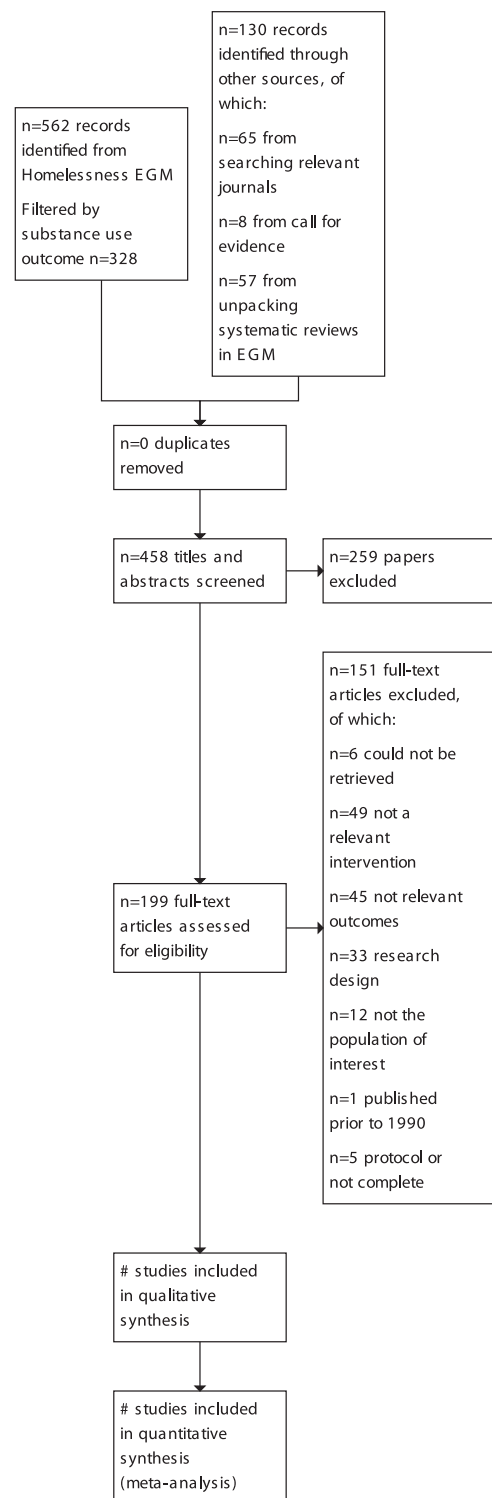 n=562 records
identified from
Homelessness EGM
Filtered by
substance use
outcome n=328
n=130 records
identified through
other sources, of
which:
n=65 from
searching relevant
journals
n=8 from call for
evidence
n=57 from
unpacking
systematic reviews
in EGM
n=0 duplicates
removed
n=458 titles and
abstracts screened
n=259 papers
excluded
n=199 full-text
articles assessed
for eligibility
n=151 full-text
articles excluded,
of which:
n=6 could not be
retrieved
n=49 not a
relevant
intervention
n=45 not relevant
outcomes
n=33 research
design
n=12 not the
population of
interest
n=1 published
prior to 1990
n=5 protocol or
not complete
# studies included
in qualitative
synthesis
# studies included
in quantitative
synthesis
(meta-analysis)